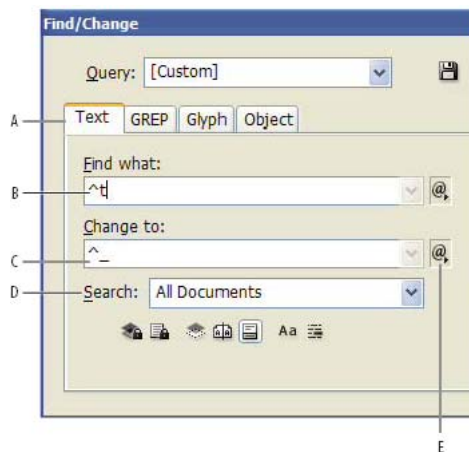 Find/Change
Query: [Custom]
A Text GREP Glyph Object
Find what:
B ^t @
Change to:
C ^_ @
D Search: All Documents
Aa
E